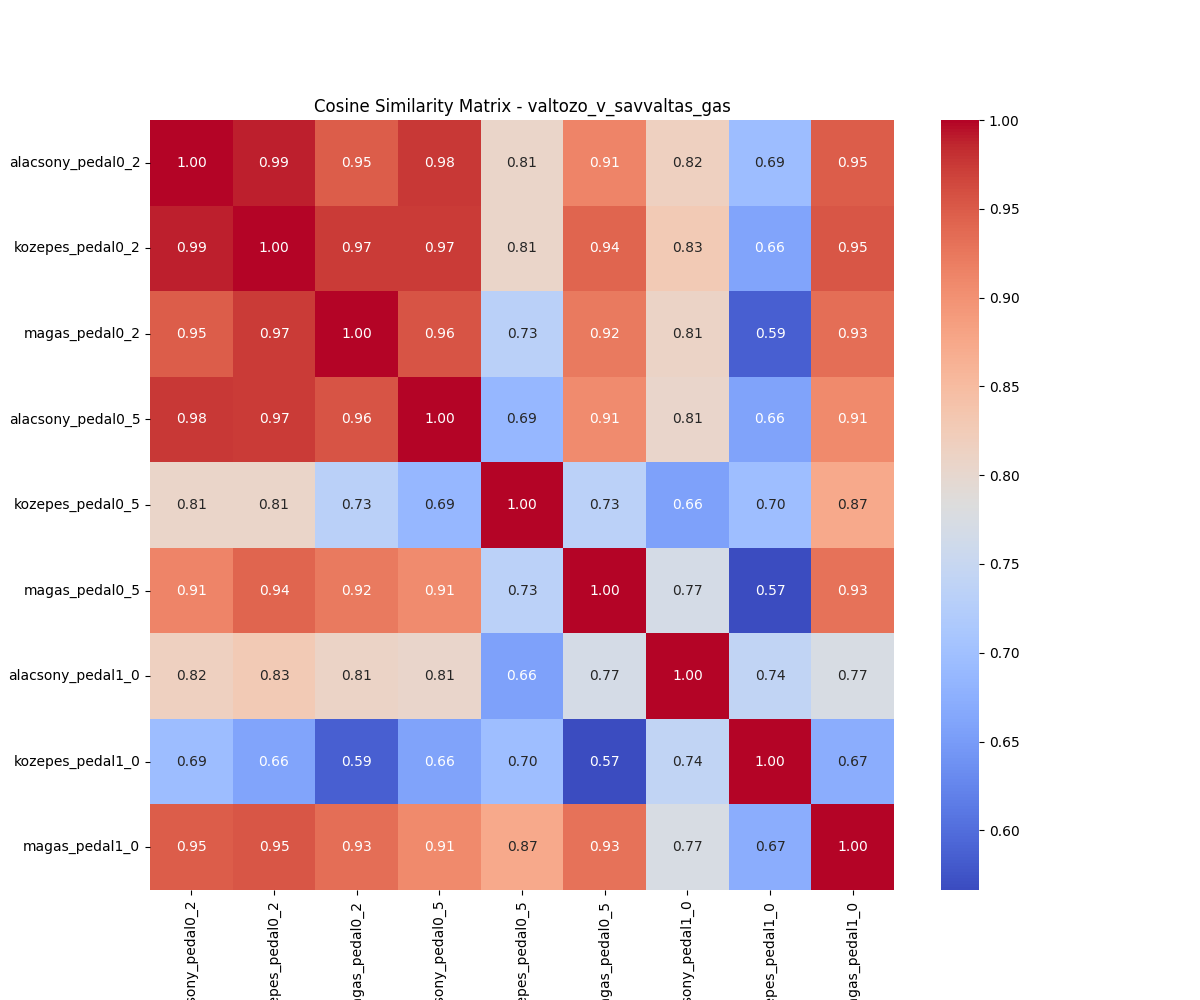 Cosine Similarity Matrix - valtozo_v_savvaltas_gas
alacsony_pedal0_2 1.00 0.99 0.95 0.98 0.81 0.91 0.82 0.69 0.95
kozepes_pedal0_2 0.99 1.00 0.97 0.97 0.81 0.94 0.83 0.66 0.95
magas_pedal0_2 0.95 0.97 1.00 0.96 0.73 0.92 0.81 0.59 0.93
alacsony_pedal0_5 0.98 0.97 0.96 1.00 0.69 0.91 0.81 0.66 0.91
kozepes_pedal0_5 0.81 0.81 0.73 0.69 1.00 0.73 0.66 0.70 0.87
magas_pedal0_5 0.91 0.94 0.92 0.91 0.73 1.00 0.77 0.57 0.93
alacsony_pedal1_0 0.82 0.83 0.81 0.81 0.66 0.77 1.00 0.74 0.77
kozepes_pedal1_0 0.69 0.66 0.59 0.66 0.70 0.57 0.74 1.00 0.67
magas_pedal1_0 0.95 0.95 0.93 0.91 0.87 0.93 0.77 0.67 1.00
sony_pedal0_2
epes_pedal0_2
agas_pedal0_2
sony_pedal0_5
epes_pedal0_5
agas_pedal0_5
sony_pedal1_0
epes_pedal1_0
agas_pedal1_0
1.00
0.95
0.90
0.85
0.80
0.75
0.70
0.65
0.60